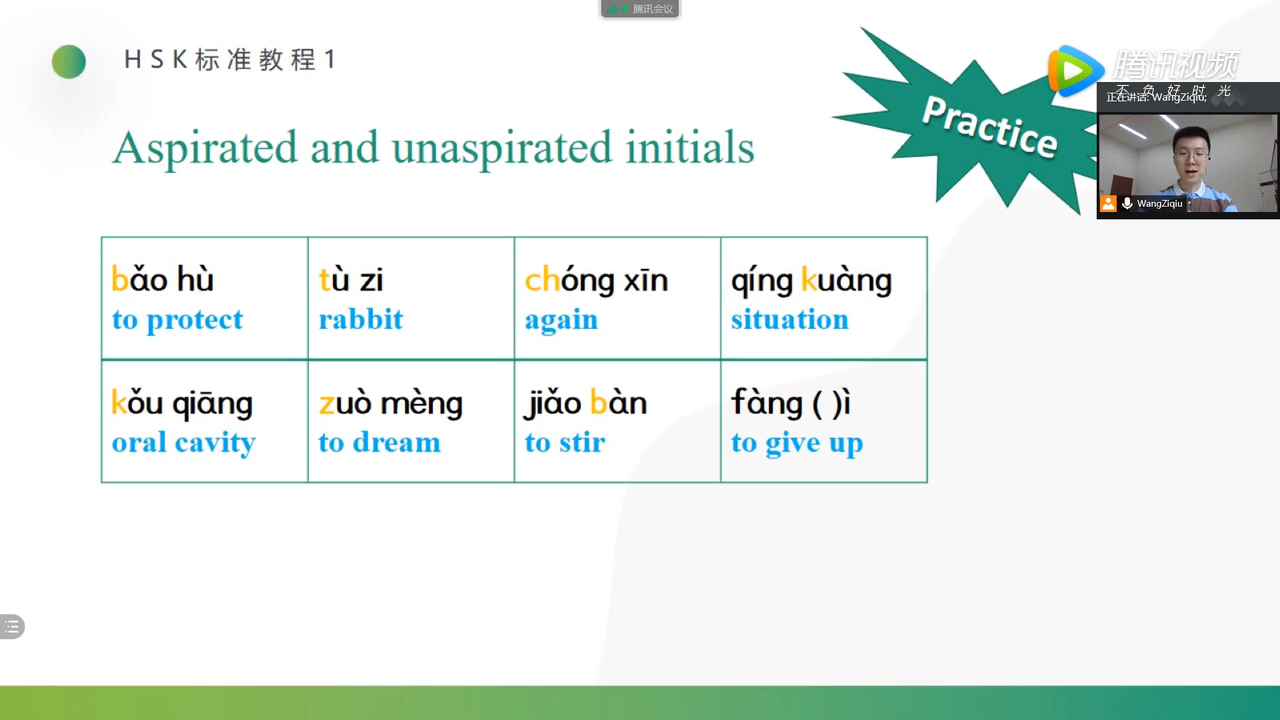 腾讯会议
HSK标准教程1
腾讯视频
不负好时光
正在讲话: WangZiqiu;
Practice
Aspirated and unaspirated initials
WangZiqiu
bǎo hù
to protect
tù zi
rabbit
chóng xīn
again
qíng kuàng
situation
kǒu qiāng
oral cavity
zuò mèng
to dream
jiǎo bàn
to stir
fàng ( )ì
to give up